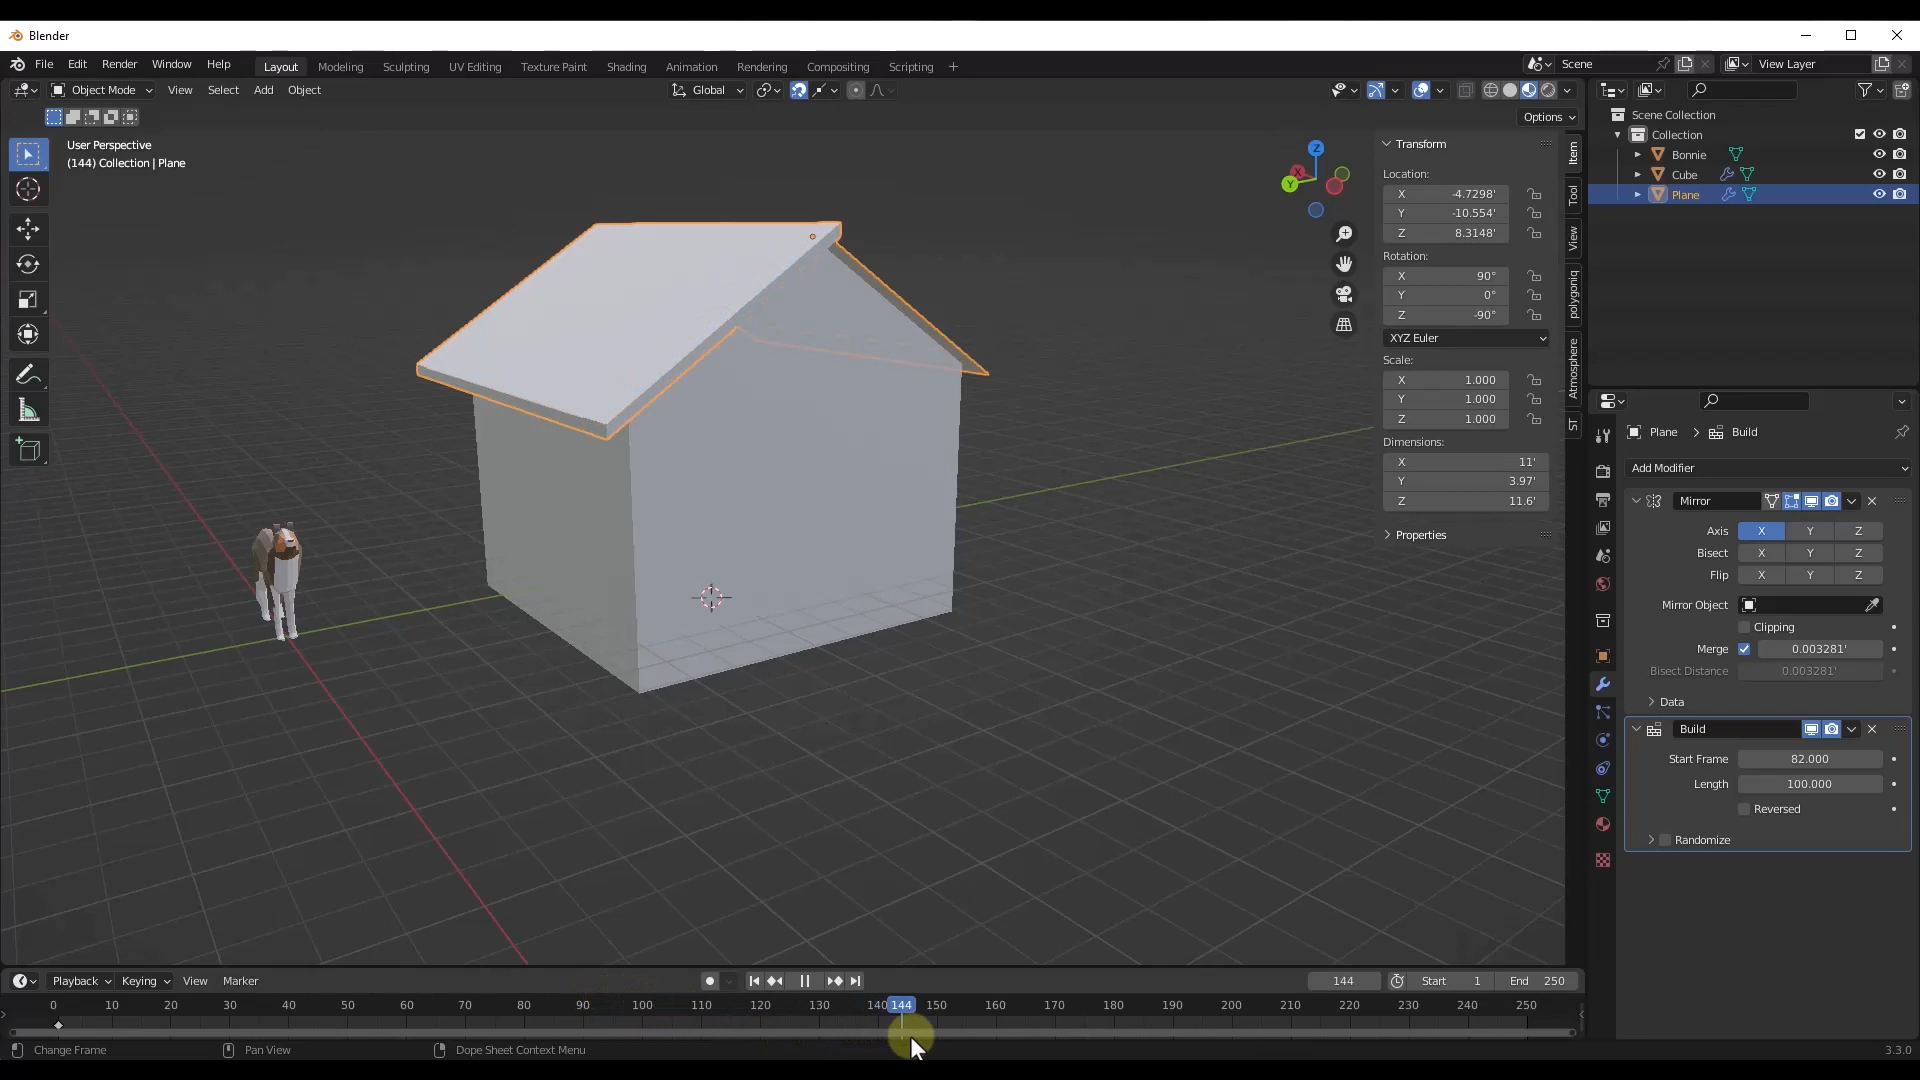 Blender
File Edit Render Window Help Layout Modeling Sculpting UV Editing Texture Paint Shading Animation Rendering Compositing Scripting + Scene View Layer
Object Mode View Select Add Object Global
Options
User Perspective
(144) Collection | Plane
Z
X
Y
Transform
Location:
X -4.7298'
Y -10.554'
Z 8.3148'
Rotation:
X 90°
Y 0°
Z -90°
XYZ Euler
Scale:
X 1.000
Y 1.000
Z 1.000
Dimensions:
X 11'
Y 3.97'
Z 11.6'
Properties
Item
Tool
View
polygoniq
Atmosphere
ST
Scene Collection
Collection
Bonnie
Cube
Plane
Plane > Build
Add Modifier
Mirror
Axis X Y Z
Bisect X Y Z
Flip X Y Z
Mirror Object
Clipping
Merge 0.003281'
Bisect Distance 0.003281'
Data
Build
Start Frame 82.000
Length 100.000
Reversed
Randomize
Playback Keying View Marker 144 Start 1 End 250
0 10 20 30 40 50 60 70 80 90 100 110 120 130 140 144 150 160 170 180 190 200 210 220 230 240 250
Change Frame Pan View Dope Sheet Context Menu 3.3.0